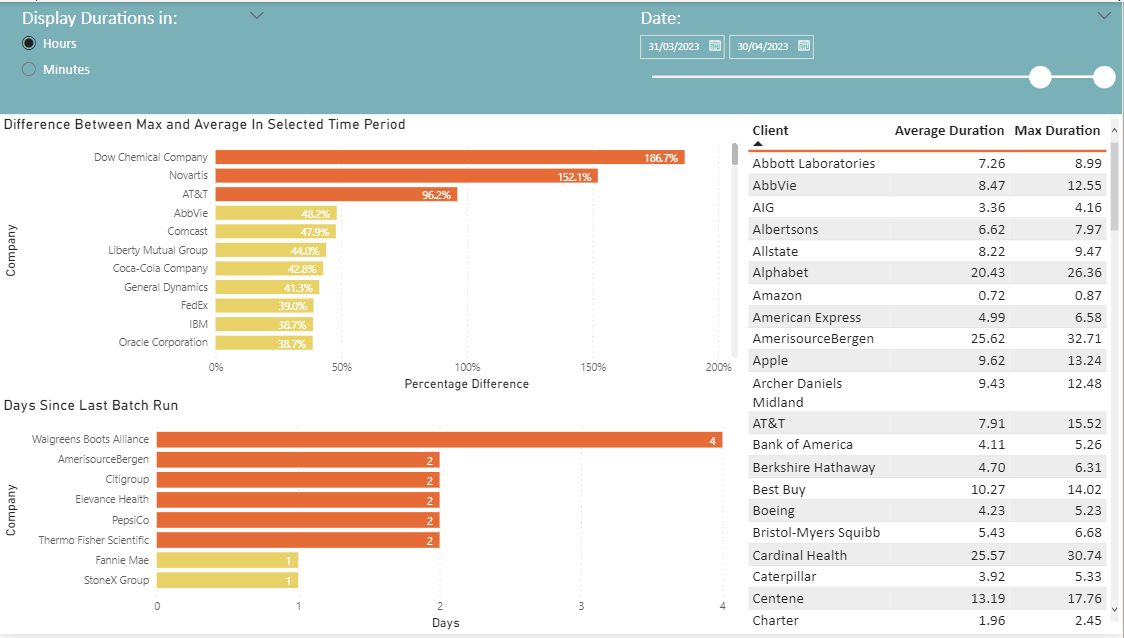 Display Durations in:
Hours
Minutes
Date:
31/03/2023
30/04/2023
Difference Between Max and Average In Selected Time Period
Company
Dow Chemical Company 186.7%
Novartis 152.1%
AT&T 96.2%
AbbVie 48.2%
Comcast 47.9%
Liberty Mutual Group 44.0%
Coca-Cola Company 42.8%
General Dynamics 41.3%
FedEx 39.0%
IBM 38.7%
Oracle Corporation 38.7%
0% 50% 100% 150% 200%
Percentage Difference
Days Since Last Batch Run
Company
Walgreens Boots Alliance 4
AmerisourceBergen 2
Citigroup 2
Elevance Health 2
PepsiCo 2
Thermo Fisher Scientific 2
Fannie Mae 1
StoneX Group 1
0 1 2 3 4
Days
Client Average Duration Max Duration
Abbott Laboratories 7.26 8.99
AbbVie 8.47 12.55
AIG 3.36 4.16
Albertsons 6.62 7.97
Allstate 8.22 9.47
Alphabet 20.43 26.36
Amazon 0.72 0.87
American Express 4.99 6.58
AmerisourceBergen 25.62 32.71
Apple 9.62 13.24
Archer Daniels 9.43 12.48
Midland
AT&T 7.91 15.52
Bank of America 4.11 5.26
Berkshire Hathaway 4.70 6.31
Best Buy 10.27 14.02
Boeing 4.23 5.23
Bristol-Myers Squibb 5.43 6.68
Cardinal Health 25.57 30.74
Caterpillar 3.92 5.33
Centene 13.19 17.76
Charter 1.96 2.45